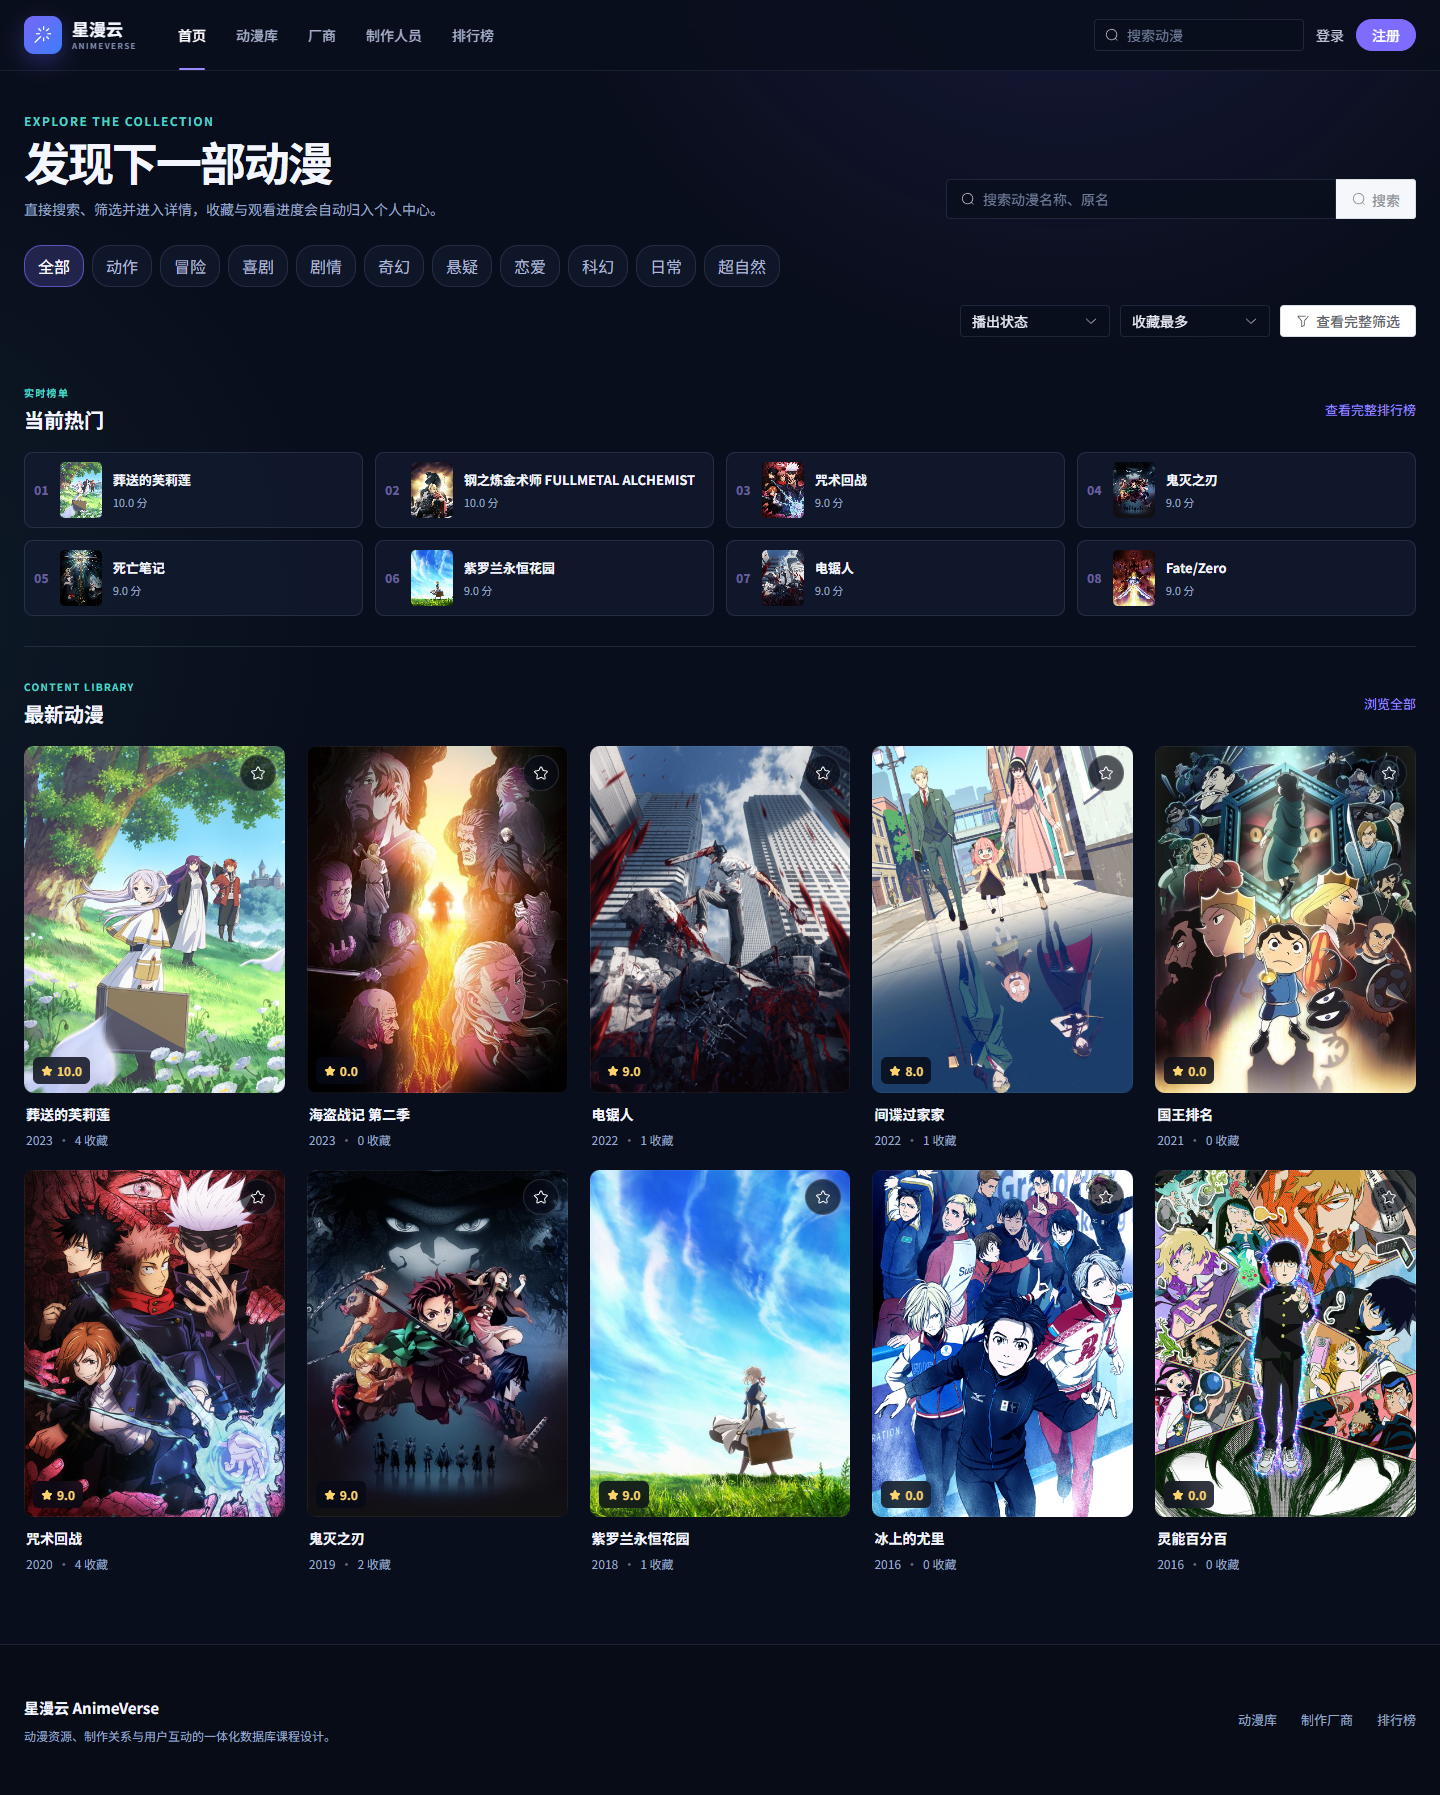 星漫云
ANIMEVERSE
首页 动漫库 厂商 制作人员 排行榜
搜索动漫 登录 注册
EXPLORE THE COLLECTION
发现下一部动漫
直接搜索、筛选并进入详情，收藏与观看进度会自动归入个人中心。
搜索动漫名称、原名 搜索
全部 动作 冒险 喜剧 剧情 奇幻 悬疑 恋爱 科幻 日常 超自然
播出状态 收藏最多 查看完整筛选
实时榜单
当前热门
查看完整排行榜
01 葬送的芙莉莲
10.0 分
02 钢之炼金术师 FULLMETAL ALCHEMIST
10.0 分
03 咒术回战
9.0 分
04 鬼灭之刃
9.0 分
05 死亡笔记
9.0 分
06 紫罗兰永恒花园
9.0 分
07 电锯人
9.0 分
08 Fate/Zero
9.0 分
CONTENT LIBRARY
最新动漫
浏览全部
10.0
葬送的芙莉莲
2023 • 4 收藏
0.0
海盗战记 第二季
2023 • 0 收藏
9.0
电锯人
2022 • 1 收藏
8.0
间谍过家家
2022 • 1 收藏
0.0
国王排名
2021 • 0 收藏
9.0
咒术回战
2020 • 4 收藏
9.0
鬼灭之刃
2019 • 2 收藏
9.0
紫罗兰永恒花园
2018 • 1 收藏
0.0
冰上的尤里
2016 • 0 收藏
0.0
灵能百分百
2016 • 0 收藏
星漫云 AnimeVerse
动漫资源、制作关系与用户互动的一体化数据库课程设计。
动漫库 制作厂商 排行榜